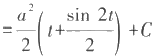 = a²/2 ( t + sin 2t/2 ) + C